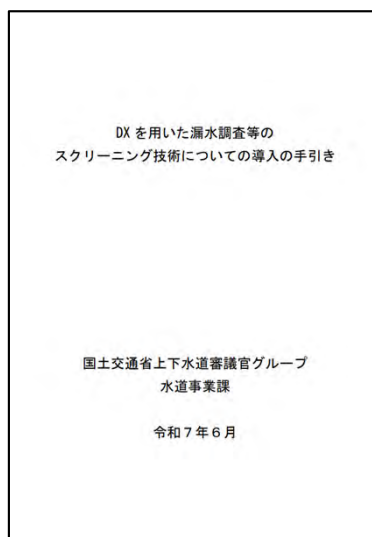 DXを用いた漏水調査等の
スクリーニング技術についての導入の手引き
国土交通省上下水道審議官グループ
水道事業課
令和７年６月